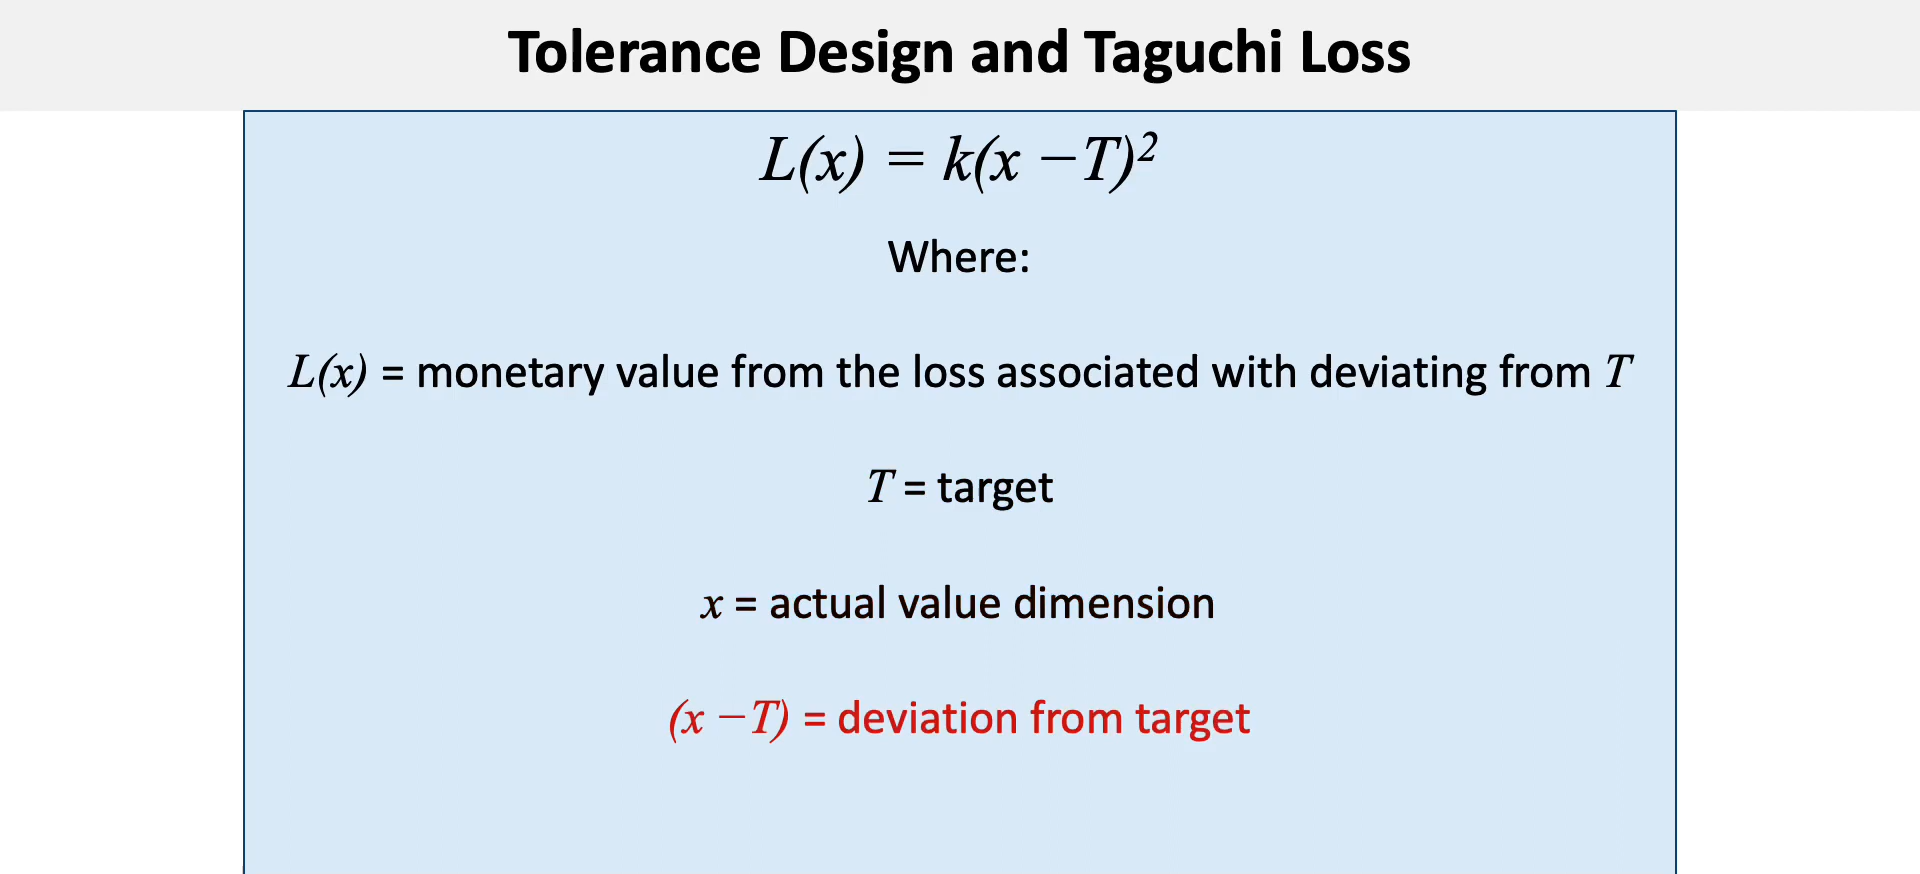 Tolerance Design and Taguchi Loss
L(x) = k(x −T)²
Where:
L(x) = monetary value from the loss associated with deviating from T
T = target
x = actual value dimension
(x −T) = deviation from target